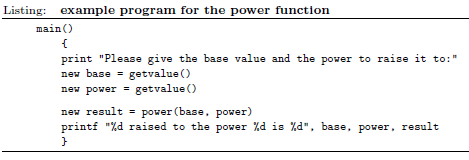 Listing: example program for the power function
main()
{
print "Please give the base value and the power to raise it to:"
new base = getvalue()
new power = getvalue()
new result = power(base, power)
printf "%d raised to the power %d is %d", base, power, result
}